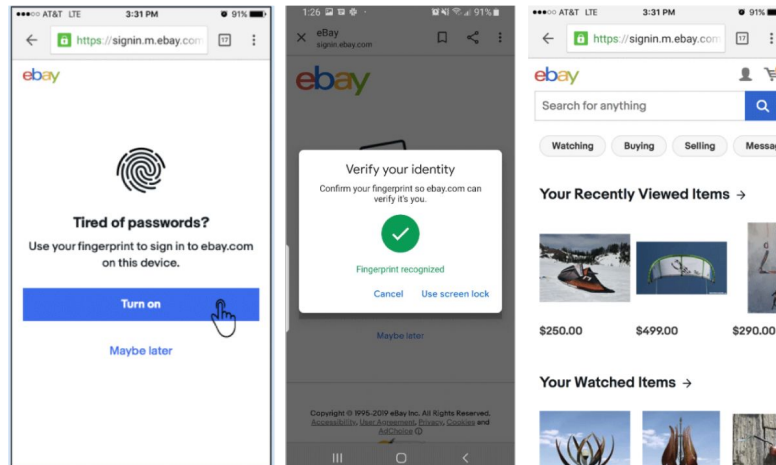 AT&T LTE 3:31 PM 91%
https://signin.m.ebay.com 17
ebay
Tired of passwords?
Use your fingerprint to sign in to ebay.com
on this device.
Turn on
Maybe later
1:26 91%
eBay
signin.ebay.com
ebay
Verify your identity
Confirm your fingerprint so ebay.com can
verify it's you.
Fingerprint recognized
Cancel Use screen lock
Maybe later
Copyright © 1995-2019 eBay Inc. All Rights Reserved.
Accessibility, User Agreement, Privacy, Cookies and
AdChoice
AT&T LTE 3:31 PM 91%
https://signin.m.ebay.com 17
ebay
Search for anything
Watching Buying Selling Messa
Your Recently Viewed Items →
$250.00 $499.00 $290.00
Your Watched Items →